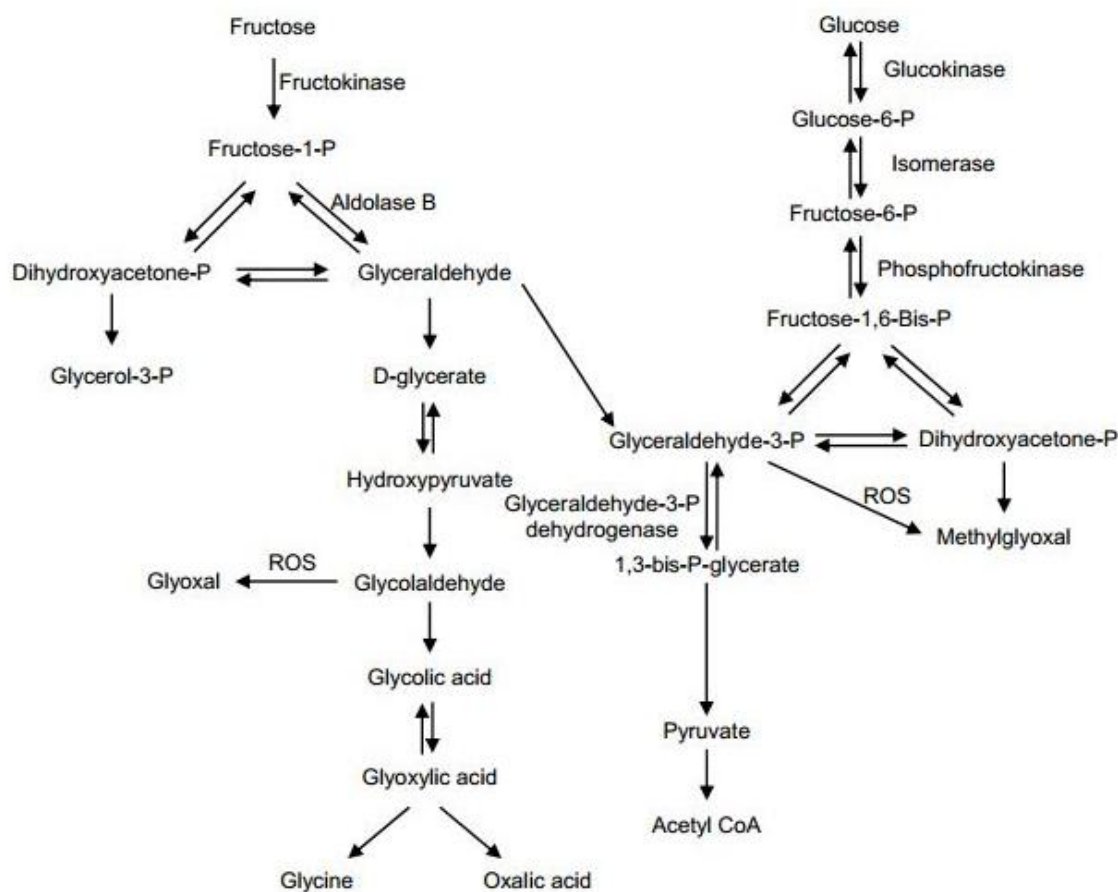 Fructose
Fructokinase
Fructose-1-P
Aldolase B
Dihydroxyacetone-P
Glyceraldehyde
Glycerol-3-P
D-glycerate
Hydroxypyruvate
Glyoxal
ROS
Glycolaldehyde
Glycolic acid
Glyoxylic acid
Glycine
Oxalic acid
Glucose
Glucokinase
Glucose-6-P
Isomerase
Fructose-6-P
Phosphofructokinase
Fructose-1,6-Bis-P
Glyceraldehyde-3-P
Dihydroxyacetone-P
ROS
Glyceraldehyde-3-P
dehydrogenase
Methylglyoxal
1,3-bis-P-glycerate
Pyruvate
Acetyl CoA